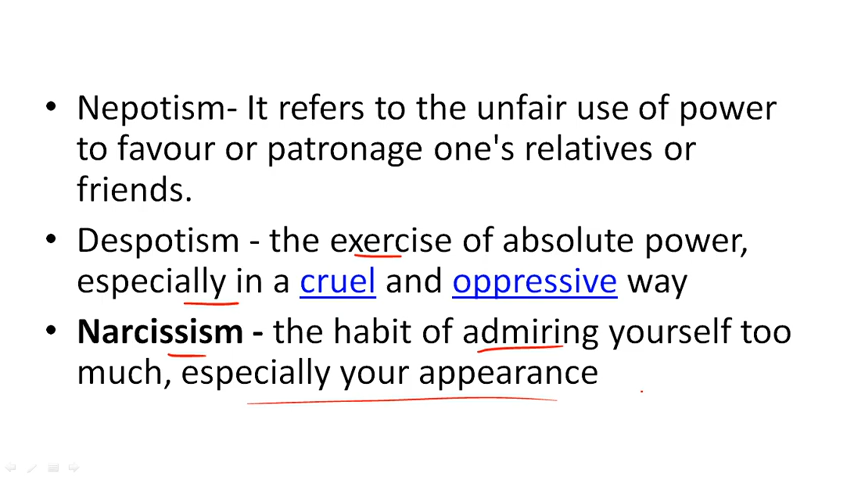 • Nepotism- It refers to the unfair use of power
to favour or patronage one's relatives or
friends.
• Despotism - the exercise of absolute power,
especially in a cruel and oppressive way
• Narcissism - the habit of admiring yourself too
much, especially your appearance